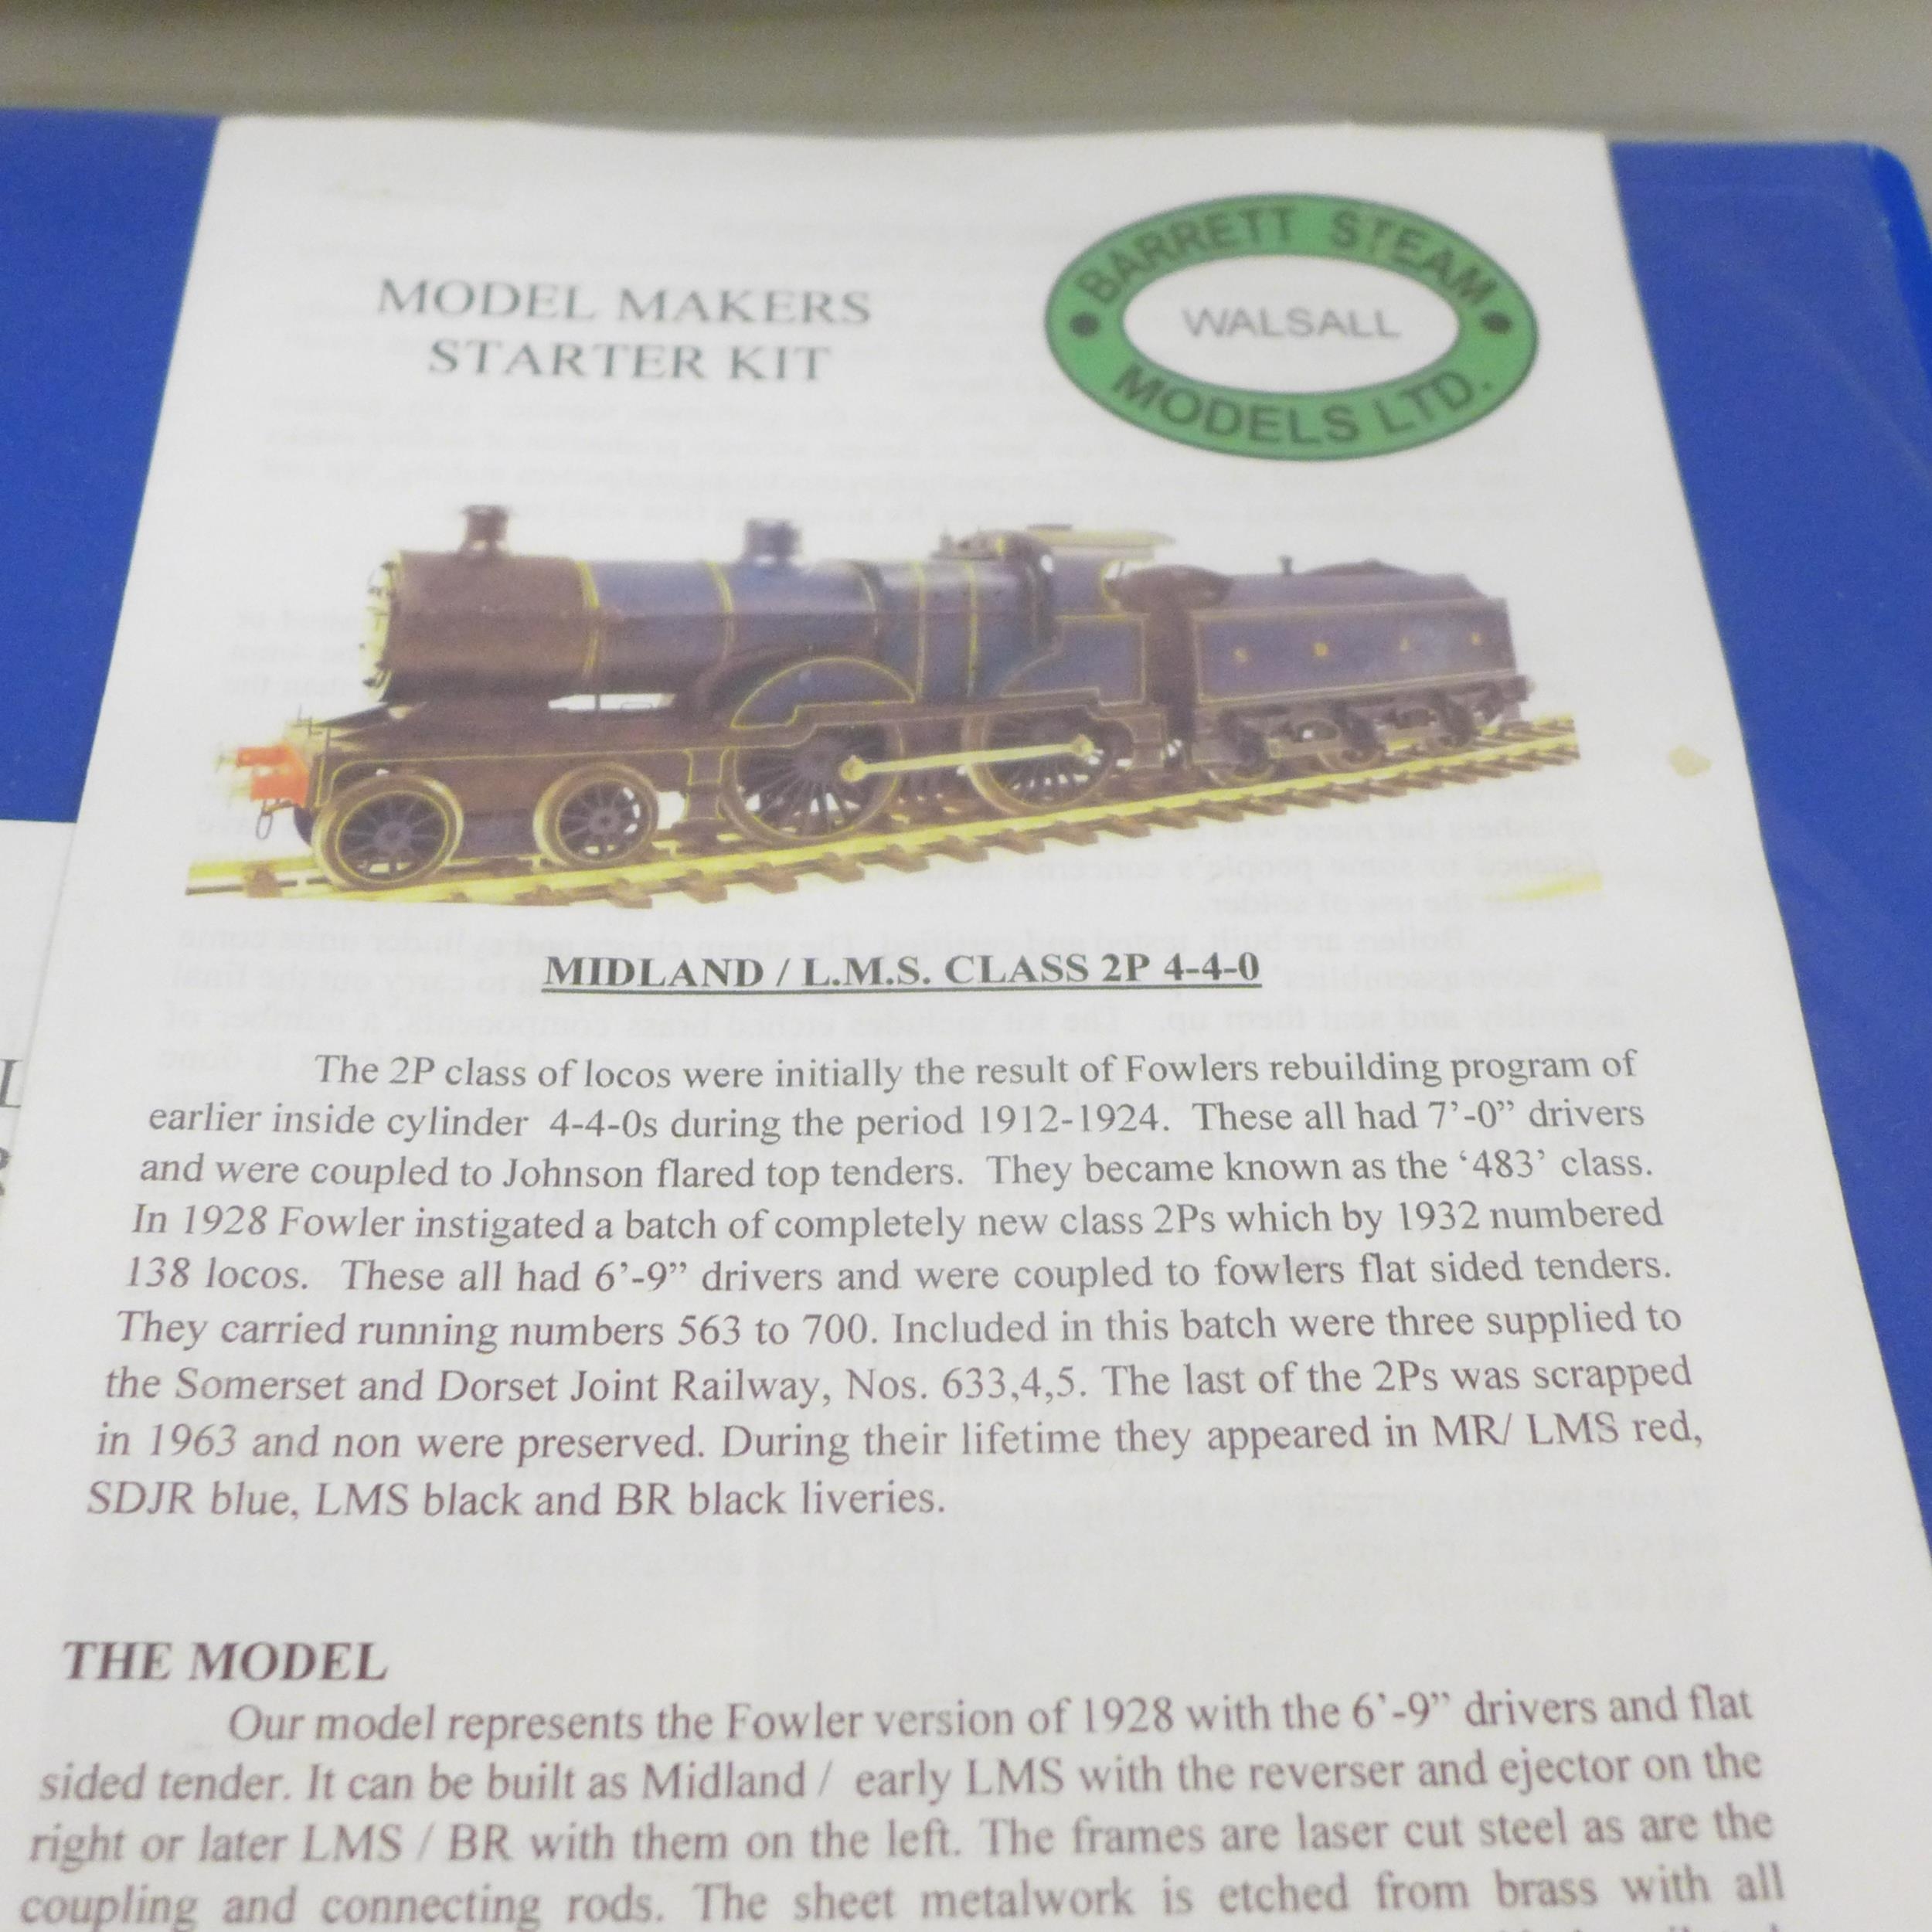 MODEL MAKERS
STARTER KIT
BARRETT STEAM
WALSALL
MODELS LTD.
S D J R
MIDLAND / L.M.S. CLASS 2P 4-4-0
The 2P class of locos were initially the result of Fowlers rebuilding program of
earlier inside cylinder 4-4-0s during the period 1912-1924. These all had 7’-0” drivers
and were coupled to Johnson flared top tenders. They became known as the ‘483’ class.
In 1928 Fowler instigated a batch of completely new class 2Ps which by 1932 numbered
138 locos. These all had 6’-9” drivers and were coupled to fowlers flat sided tenders.
They carried running numbers 563 to 700. Included in this batch were three supplied to
the Somerset and Dorset Joint Railway, Nos. 633,4,5. The last of the 2Ps was scrapped
in 1963 and non were preserved. During their lifetime they appeared in MR/ LMS red,
SDJR blue, LMS black and BR black liveries.
THE MODEL
Our model represents the Fowler version of 1928 with the 6’-9” drivers and flat
sided tender. It can be built as Midland / early LMS with the reverser and ejector on the
right or later LMS / BR with them on the left. The frames are laser cut steel as are the
coupling and connecting rods. The sheet metalwork is etched from brass with all